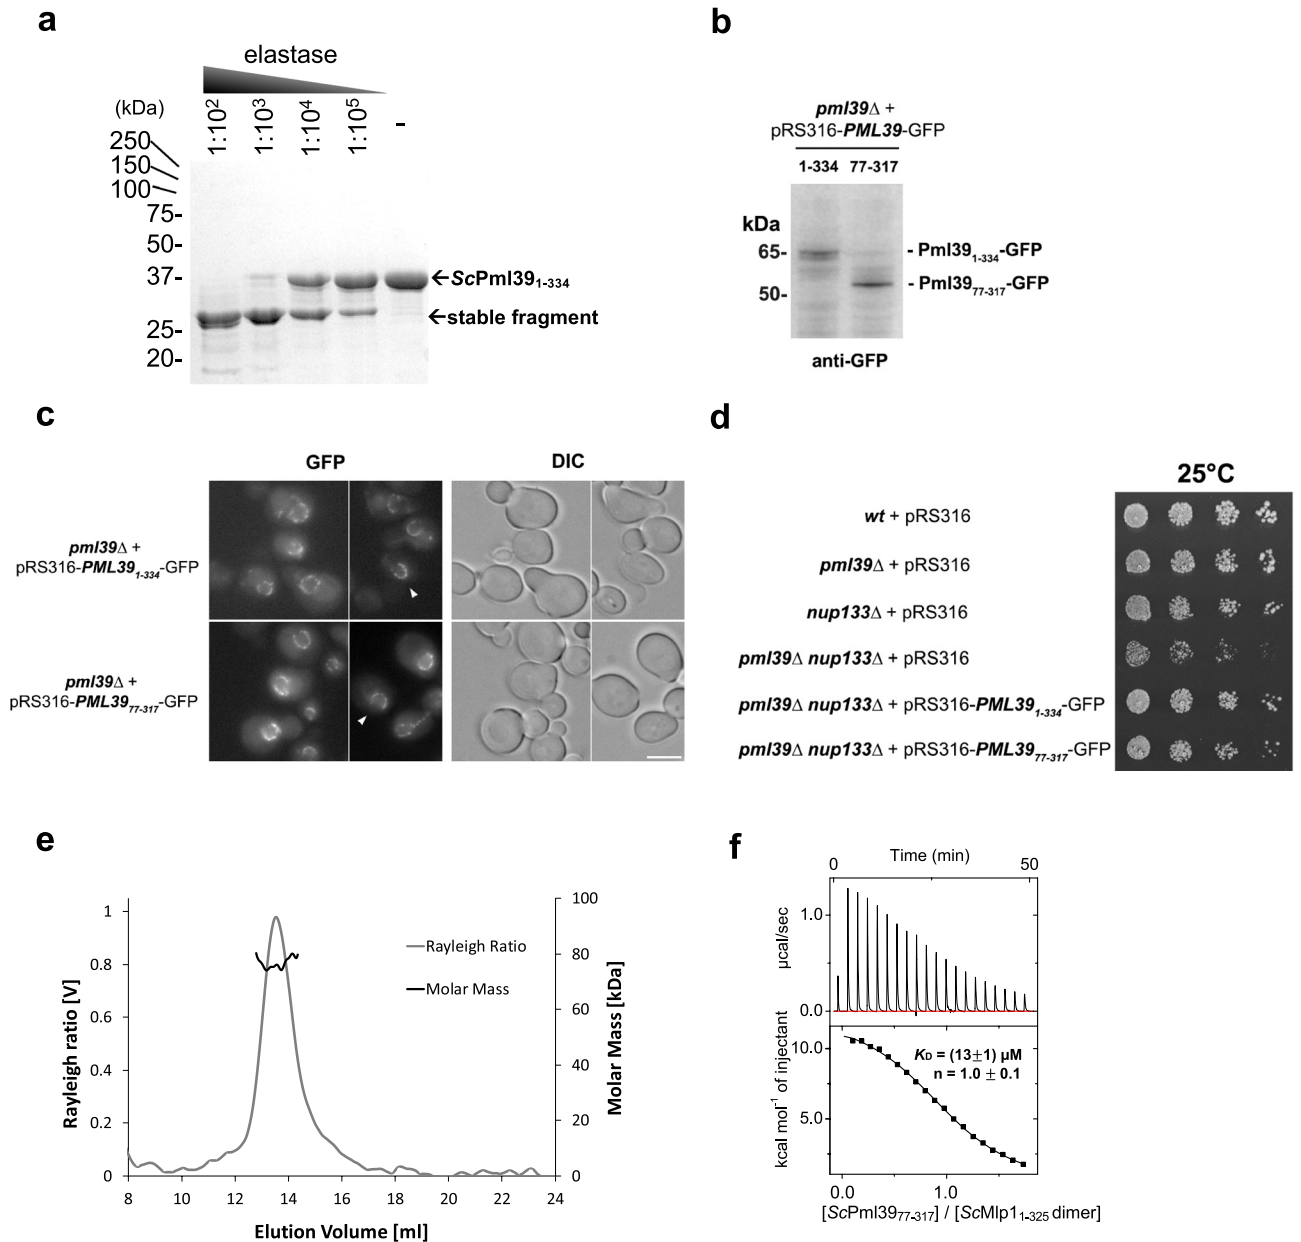 a
elastase
(kDa)
1:10²
1:10³
1:10⁴
1:10⁵
-
250
150
100
75-
50-
37-
25-
20-
←ScPml39₁₋₃₃₄
←stable fragment
b
pml39Δ +
pRS316-PML39-GFP
1-334 77-317
kDa
65-
50-
- Pml39₁₋₃₃₄-GFP
- Pml39₇₇₋₃₁₇-GFP
anti-GFP
c
GFP DIC
pml39Δ +
pRS316-PML39₁₋₃₃₄-GFP
pml39Δ +
pRS316-PML39₇₇₋₃₁₇-GFP
d
25°C
wt + pRS316
pml39Δ + pRS316
nup133Δ + pRS316
pml39Δ nup133Δ + pRS316
pml39Δ nup133Δ + pRS316-PML39₁₋₃₃₄-GFP
pml39Δ nup133Δ + pRS316-PML39₇₇₋₃₁₇-GFP
e
Rayleigh ratio [V]
1
0.8
0.6
0.4
0.2
0
100
80
60
40
20
0
Molar Mass [kDa]
Rayleigh Ratio
Molar Mass
8 10 12 14 16 18 20 22 24
Elution Volume [ml]
f
Time (min)
0 50
µcal/sec
1.0
0.0
kcal mol⁻¹ of injectant
10.0
5.0
K_D = (13±1) µM
n = 1.0 ± 0.1
0.0 1.0
[ScPml39₇₇₋₃₁₇] / [ScMlp1₁₋₃₂₅ dimer]